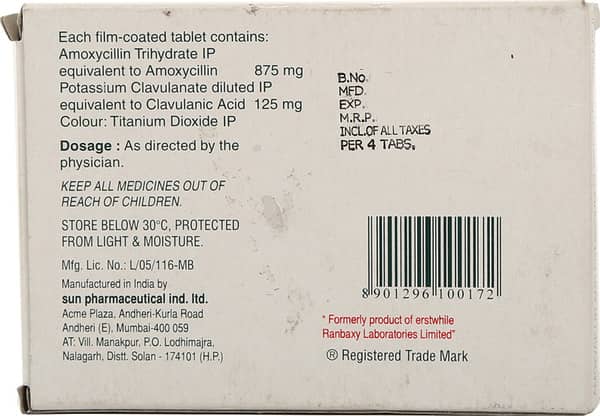 Each film-coated tablet contains:
Amoxycillin Trihydrate IP
equivalent to Amoxycillin 875 mg
Potassium Clavulanate diluted IP
equivalent to Clavulanic Acid 125 mg
Colour: Titanium Dioxide IP
Dosage : As directed by the
physician.
KEEP ALL MEDICINES OUT OF
REACH OF CHILDREN.
STORE BELOW 30°C, PROTECTED
FROM LIGHT & MOISTURE.
Mfg. Lic. No.: L/05/116-MB
Manufactured in India by
sun pharmaceutical ind. ltd.
Acme Plaza, Andheri-Kurla Road
Andheri (E), Mumbai-400 059
AT: Vill. Manakpur, P.O. Lodhimajra,
Nalagarh, Distt. Solan - 174101 (H.P.)
B.No.
MFD.
EXP.
M.R.P.
INCL.OF ALL TAXES
PER 4 TABS.
8 901296 100172
* Formerly product of erstwhile
Ranbaxy Laboratories Limited"
® Registered Trade Mark